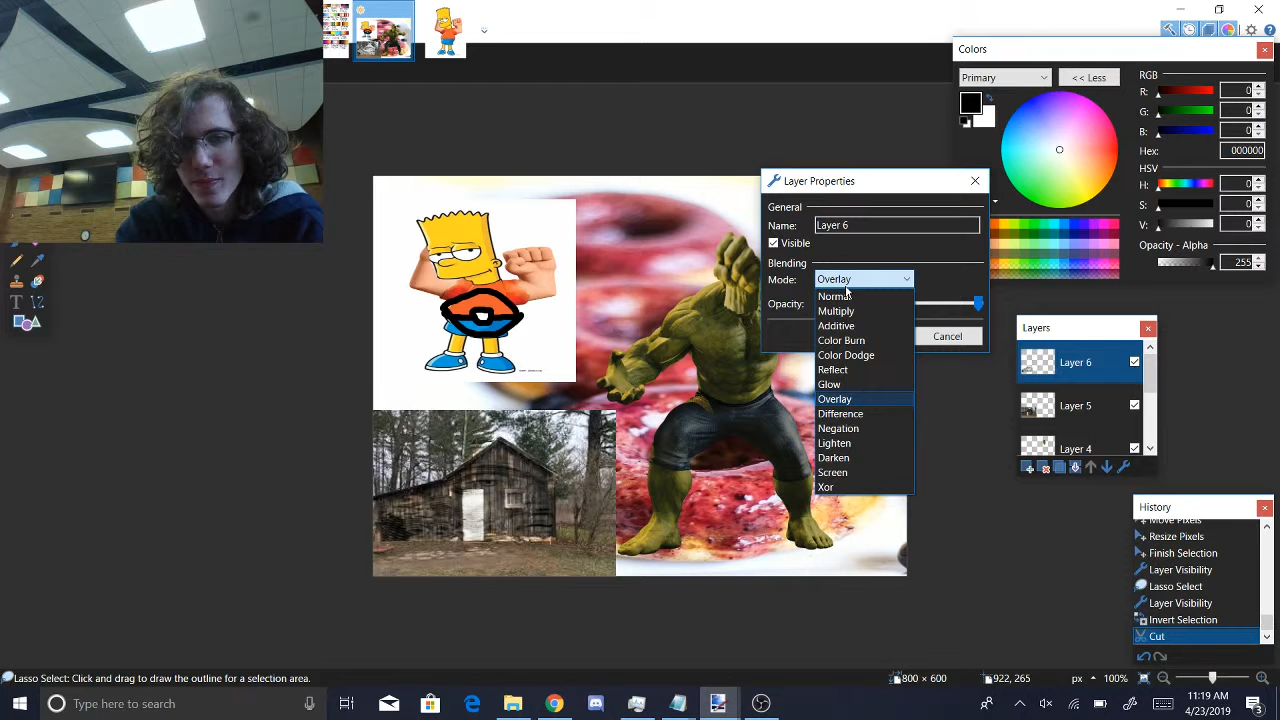 Colors
Primary
<< Less
RGB
R: 0
G: 0
B: 0
Hex: 000000
HSV
H: 0
S: 0
V: 0
Opacity - Alpha
255
Layer Properties
General
Name: Layer 6
Visible
Blending
Mode: Overlay
Normal
Multiply
Additive
Color Burn
Color Dodge
Reflect
Glow
Overlay
Difference
Negation
Lighten
Darken
Screen
Xor
Opacity:
Cancel
Layers
Layer 6
Layer 5
Layer 4
History
Move Pixels
Resize Pixels
Finish Selection
Layer Visibility
Lasso Select
Layer Visibility
Invert Selection
Cut
Lasso Select: Click and drag to draw the outline for a selection area.
800 × 600
922, 265
px
100%
Type here to search
11:19 AM
4/23/2019
3